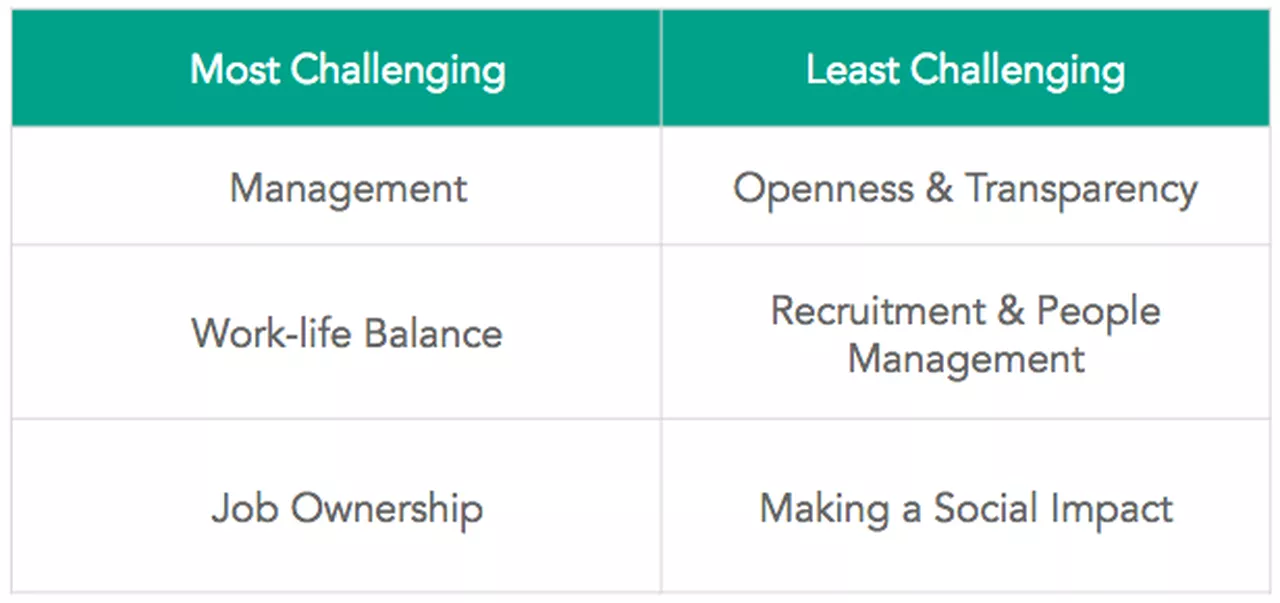 Most Challenging
Least Challenging
Management
Openness & Transparency
Work-life Balance
Recruitment & People
Management
Job Ownership
Making a Social Impact